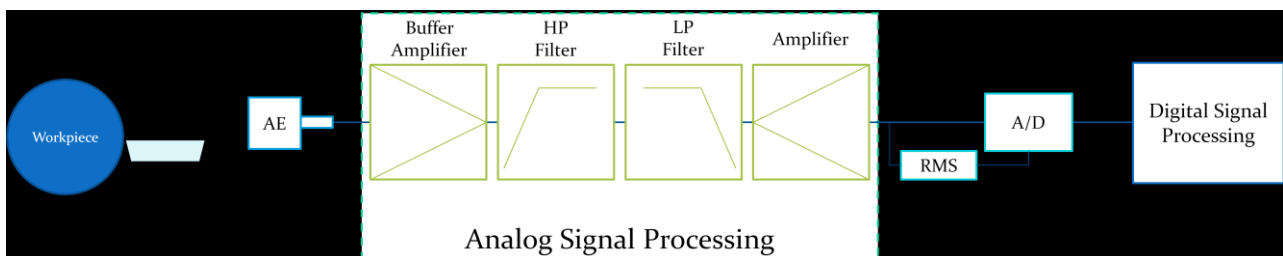 Workpiece
AE
Buffer
Amplifier
HP
Filter
LP
Filter
Amplifier
Analog Signal Processing
RMS
A/D
Digital Signal
Processing